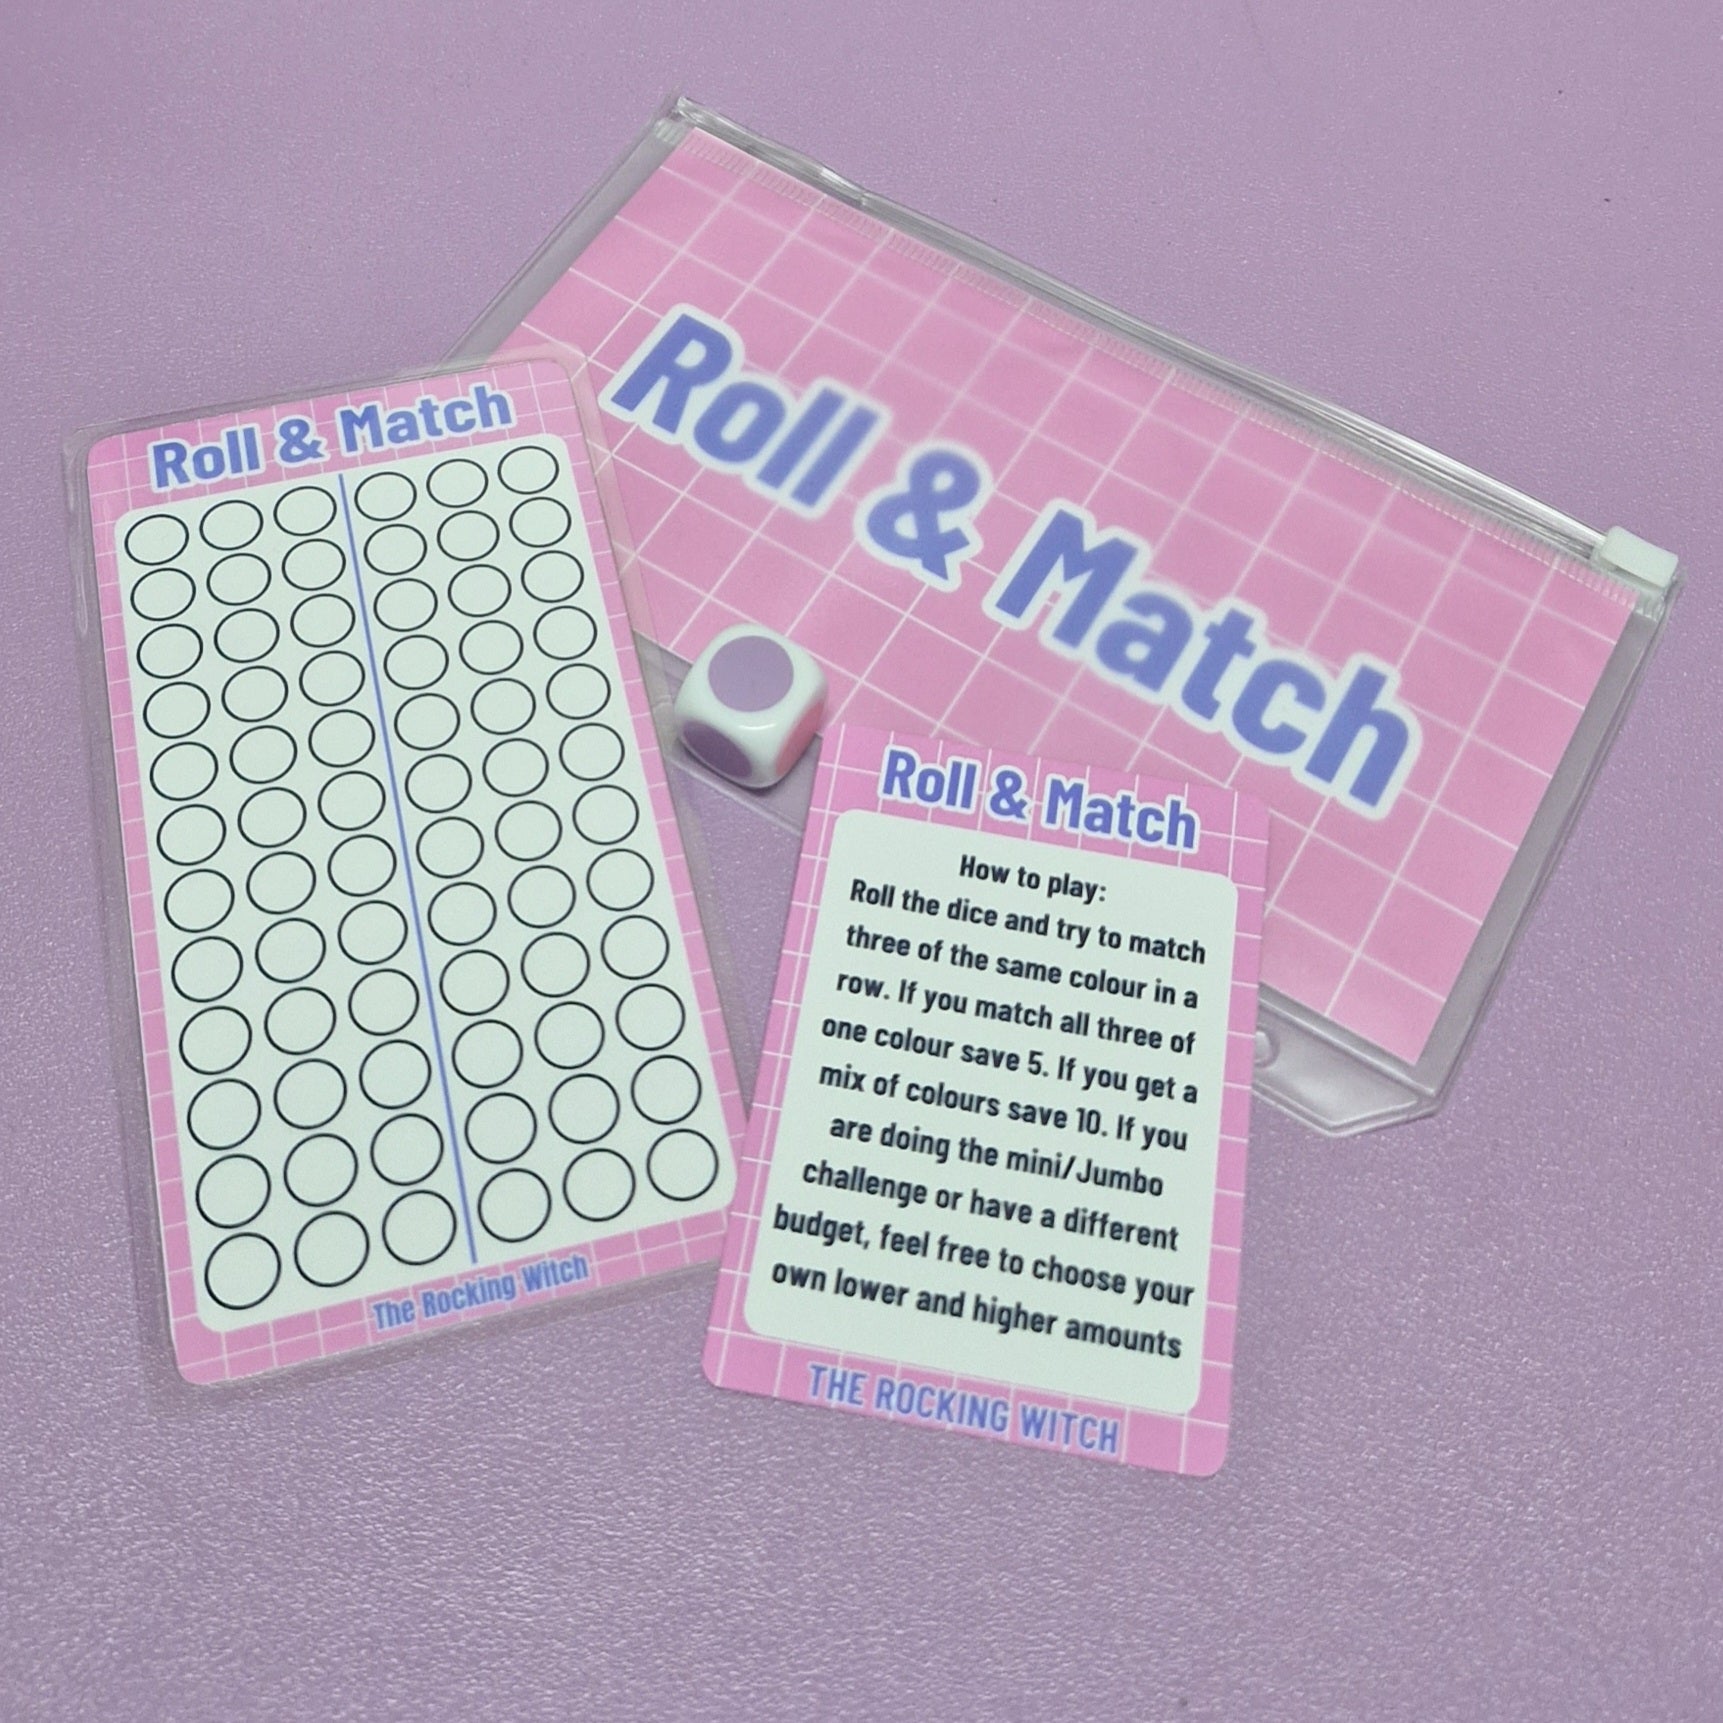 Roll & Match
Roll & Match
The Rocking Witch
Roll & Match
How to play:
Roll the dice and try to match
three of the same colour in a
row. If you match all three of
one colour save 5. If you get a
mix of colours save 10. If you
are doing the mini/Jumbo
challenge or have a different
budget, feel free to choose your
own lower and higher amounts
THE ROCKING WITCH